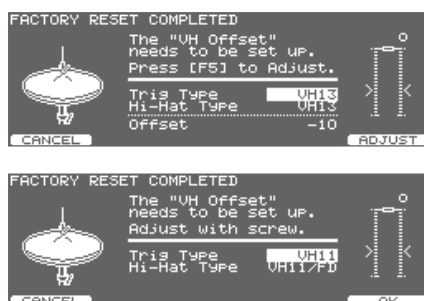 FACTORY RESET COMPLETED
The "VH Offset"
needs to be set up.
Press [F5] to Adjust.
Trig Type VH13
Hi-Hat Type VH13
Offset -10
CANCEL ADJUST
FACTORY RESET COMPLETED
The "VH Offset"
needs to be set up.
Adjust with screw.
Trig Type VH11
Hi-Hat Type VH11/FD
CANCEL OK